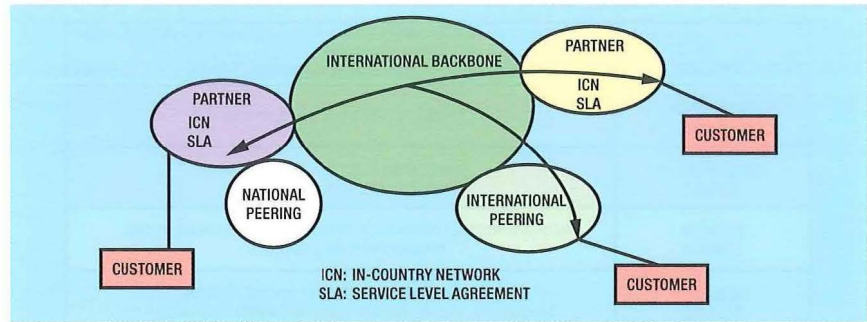 INTERNATIONAL BACKBONE
PARTNER
ICN
SLA
PARTNER
ICN
SLA
CUSTOMER
NATIONAL
PEERING
INTERNATIONAL
PEERING
CUSTOMER
CUSTOMER
ICN: IN-COUNTRY NETWORK
SLA: SERVICE LEVEL AGREEMENT